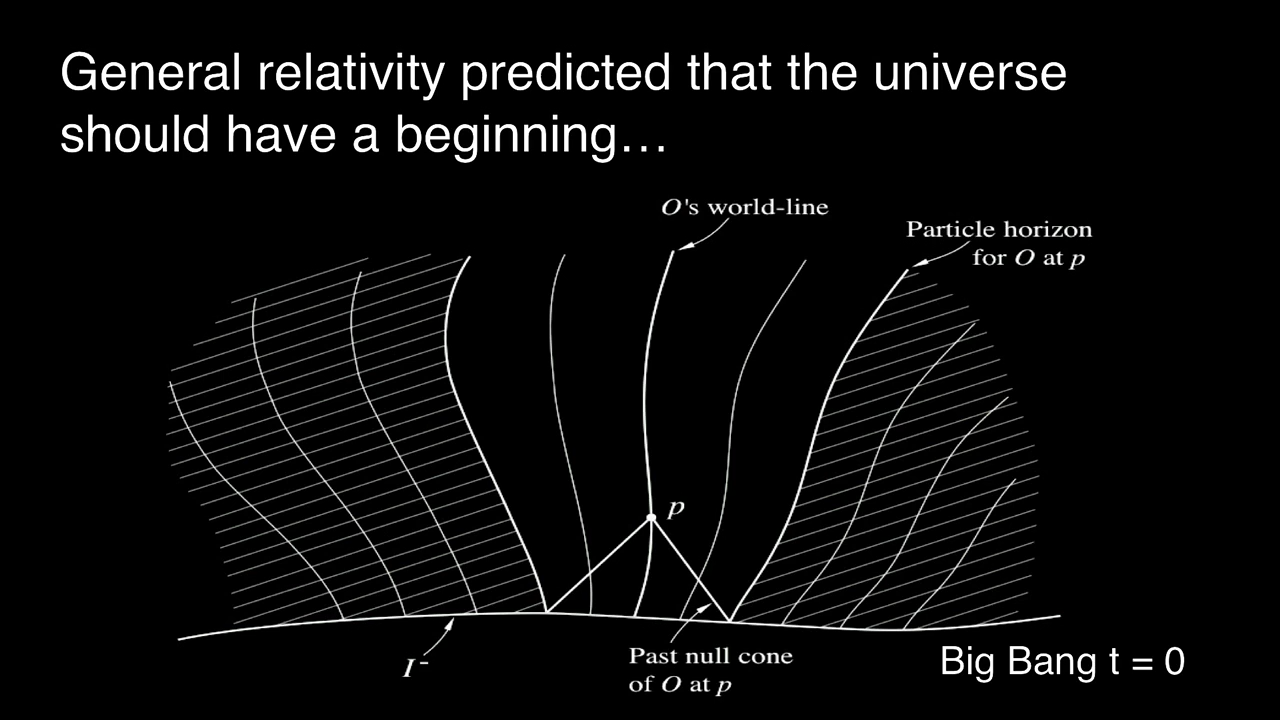 General relativity predicted that the universe
should have a beginning…
O's world-line
Particle horizon
for O at p
p
I⁻
Past null cone
of O at p
Big Bang t = 0